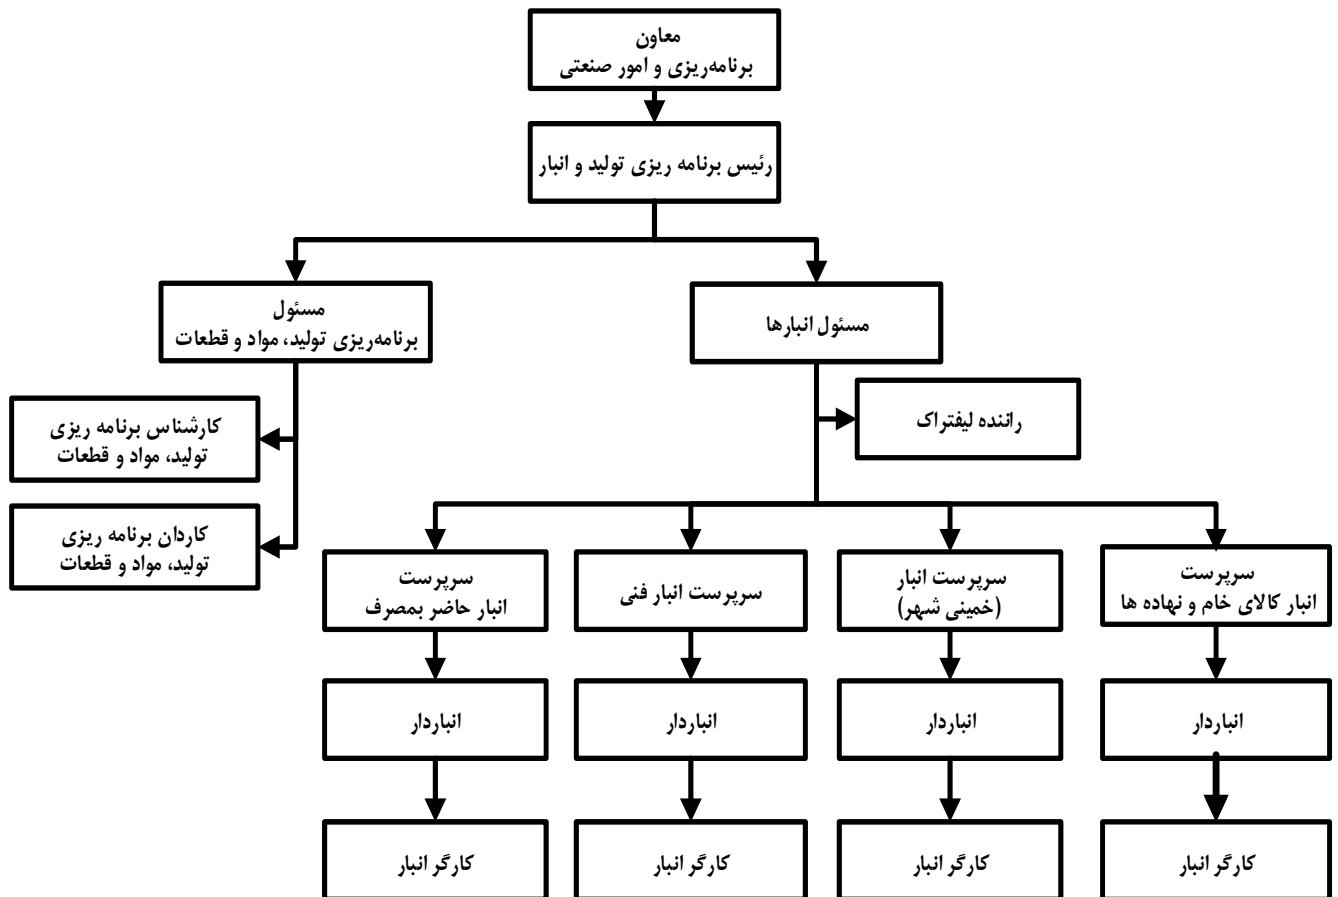 معاون
برنامه‌ریزی و امور صنعتی
رئیس برنامه ریزی تولید و انبار
مسئول انبارها
مسئول
برنامه‌ریزی تولید، مواد و قطعات
راننده لیفتراک
کارشناس برنامه ریزی
تولید، مواد و قطعات
کاردان برنامه ریزی
تولید، مواد و قطعات
سرپرست
انبار کالای خام و نهاده ها
سرپرست انبار
(خمینی شهر)
سرپرست انبار فنی
سرپرست
انبار حاضر بمصرف
انباردار
انباردار
انباردار
انباردار
کارگر انبار
کارگر انبار
کارگر انبار
کارگر انبار